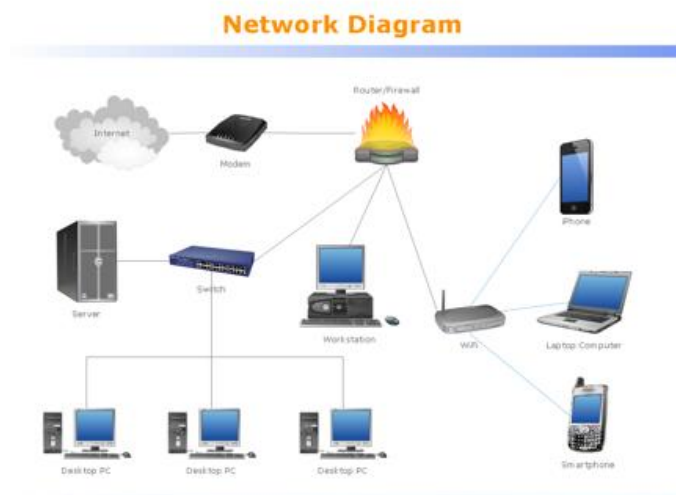 Network Diagram
Router/Firewall
Internet
Modem
iPhone
Server
Switch
Workstation
WiFi
Laptop Computer
Desktop PC
Desktop PC
Desktop PC
Smartphone